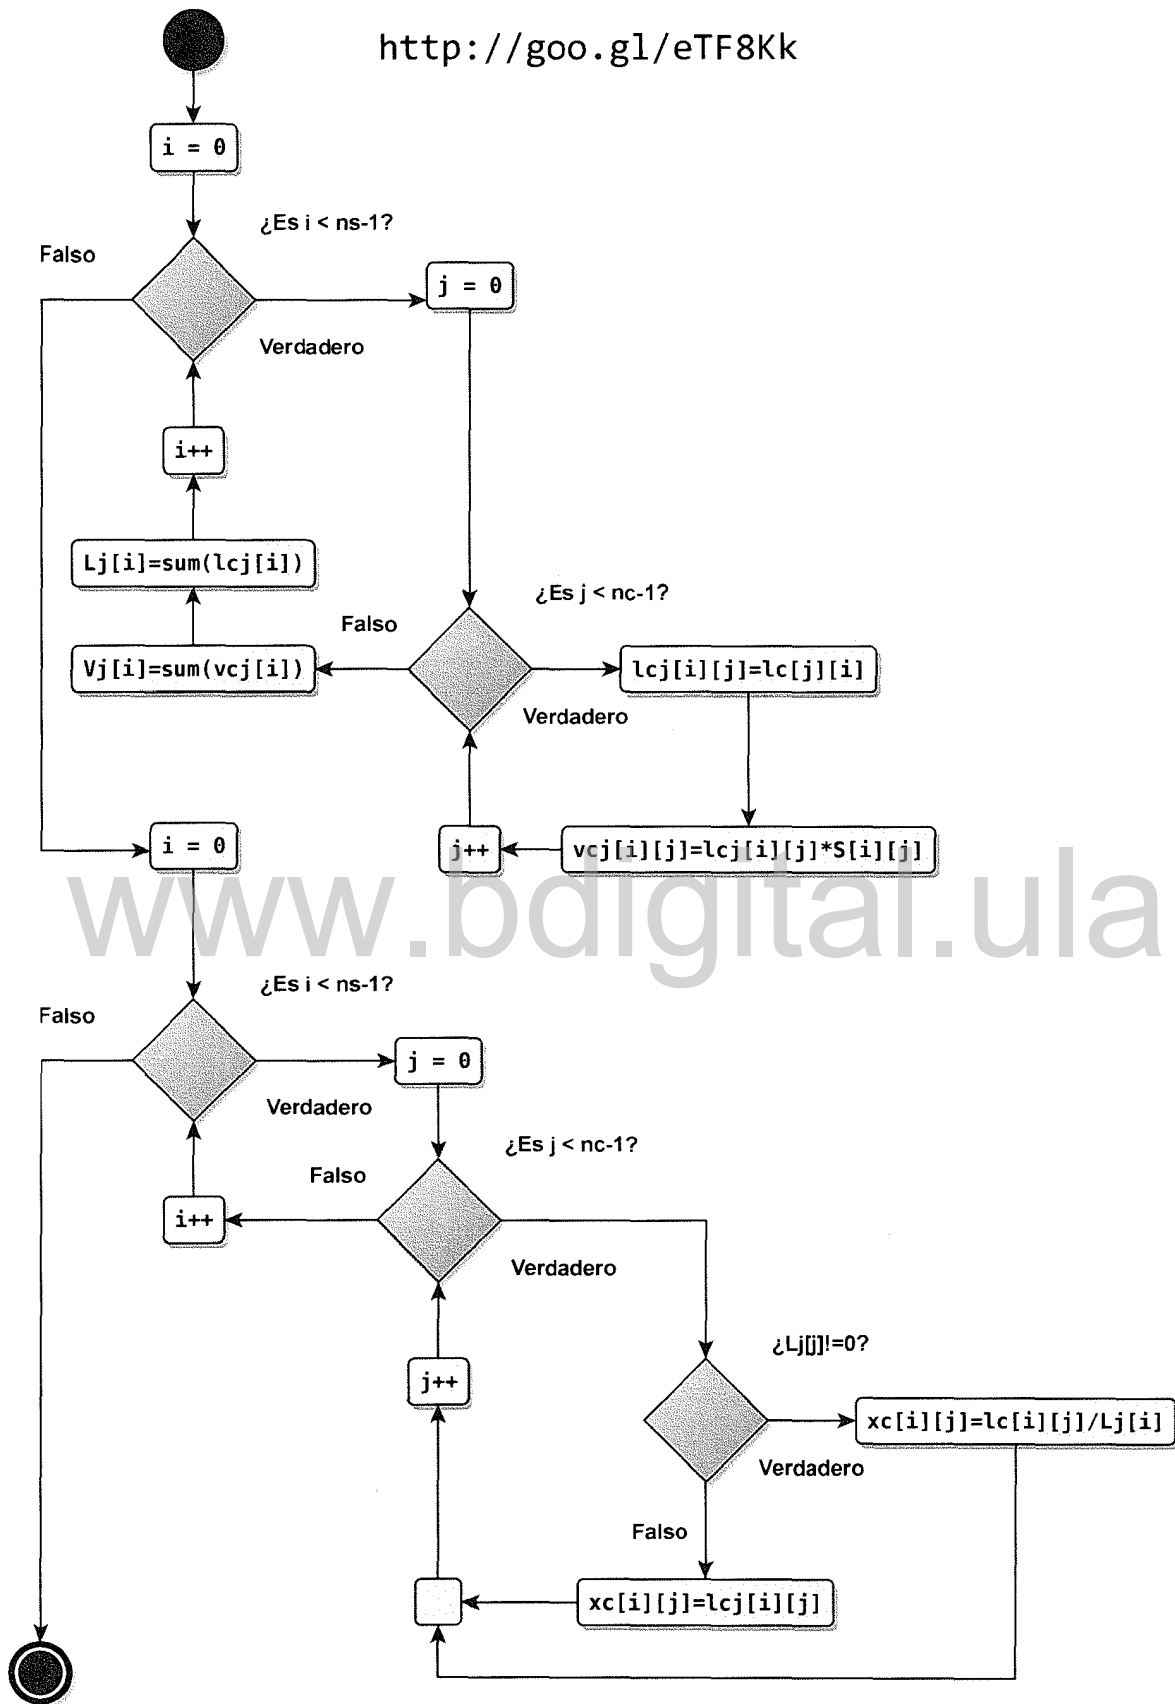 http://goo.gl/eTF8Kk
i = 0
¿Es i < ns-1?
Falso
j = 0
Verdadero
i++
Lj[i]=sum(lcj[i])
¿Es j < nc-1?
Falso
Vj[i]=sum(vcj[i])
lcj[i][j]=lc[j][i]
Verdadero
i = 0
j++
vcj[i][j]=lcj[i][j]*S[i][j]
www.bdigital.ula
¿Es i < ns-1?
Falso
j = 0
Verdadero
¿Es j < nc-1?
Falso
i++
Verdadero
¿Lj[j]!=0?
j++
xc[i][j]=lc[i][j]/Lj[i]
Verdadero
Falso
xc[i][j]=lcj[i][j]